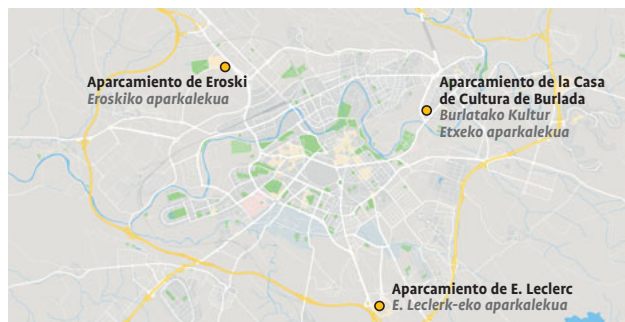 Aparcamiento de Eroski
Eroskiko aparkalekua
Aparcamiento de la Casa
de Cultura de Burlada
Burlatako Kultur
Etxeko aparkalekua
Aparcamiento de E. Leclerc
E. Leclerk-eko aparkalekua